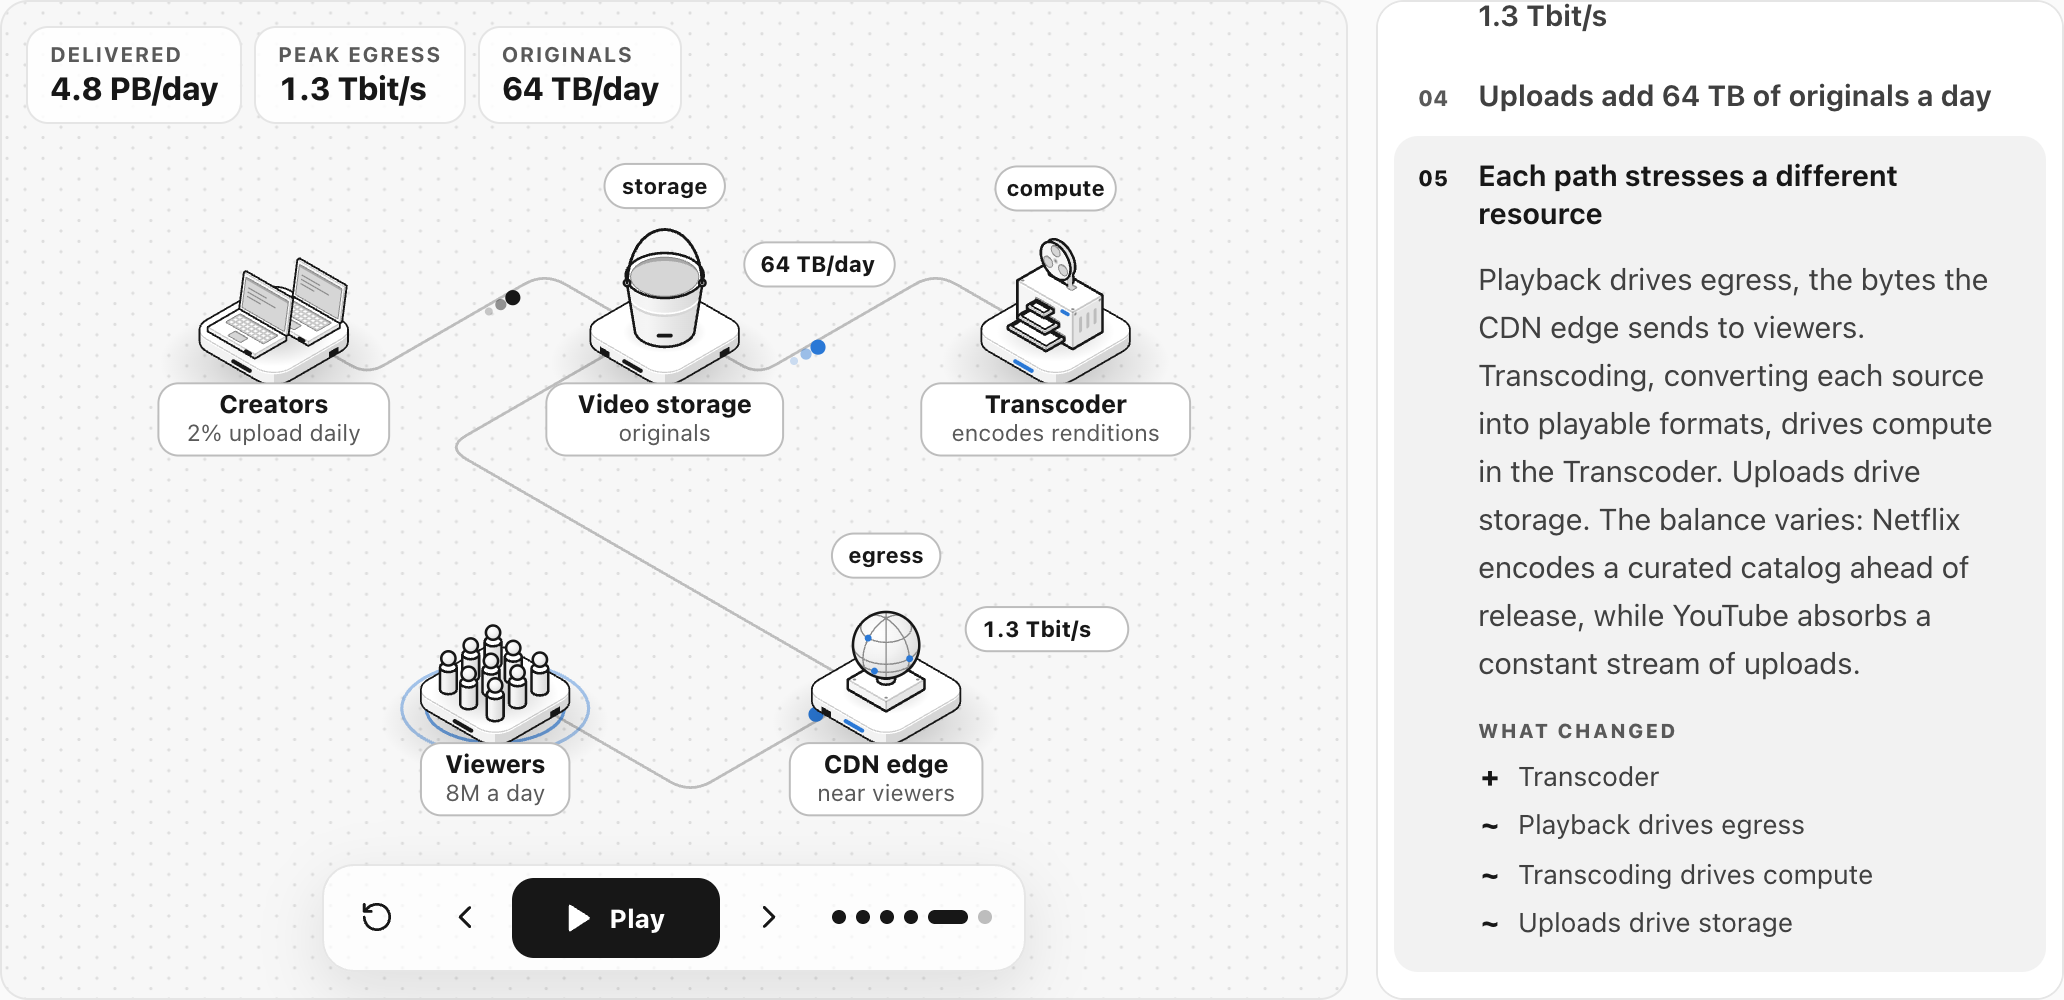 DELIVERED
4.8 PB/day
PEAK EGRESS
1.3 Tbit/s
ORIGINALS
64 TB/day
storage
compute
64 TB/day
Creators
2% upload daily
Video storage
originals
Transcoder
encodes renditions
egress
1.3 Tbit/s
Viewers
8M a day
CDN edge
near viewers
Play
1.3 Tbit/s
04 Uploads add 64 TB of originals a day
05 Each path stresses a different
resource
Playback drives egress, the bytes the
CDN edge sends to viewers.
Transcoding, converting each source
into playable formats, drives compute
in the Transcoder. Uploads drive
storage. The balance varies: Netflix
encodes a curated catalog ahead of
release, while YouTube absorbs a
constant stream of uploads.
WHAT CHANGED
+ Transcoder
~ Playback drives egress
~ Transcoding drives compute
~ Uploads drive storage